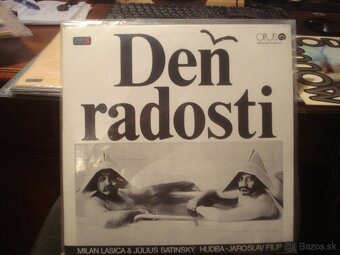 OPUS
Deň
radosti
MILAN LASICA & JÚLIUS SATINSKÝ HUDBA · JAROSLAV FILIP
Bazos.sk